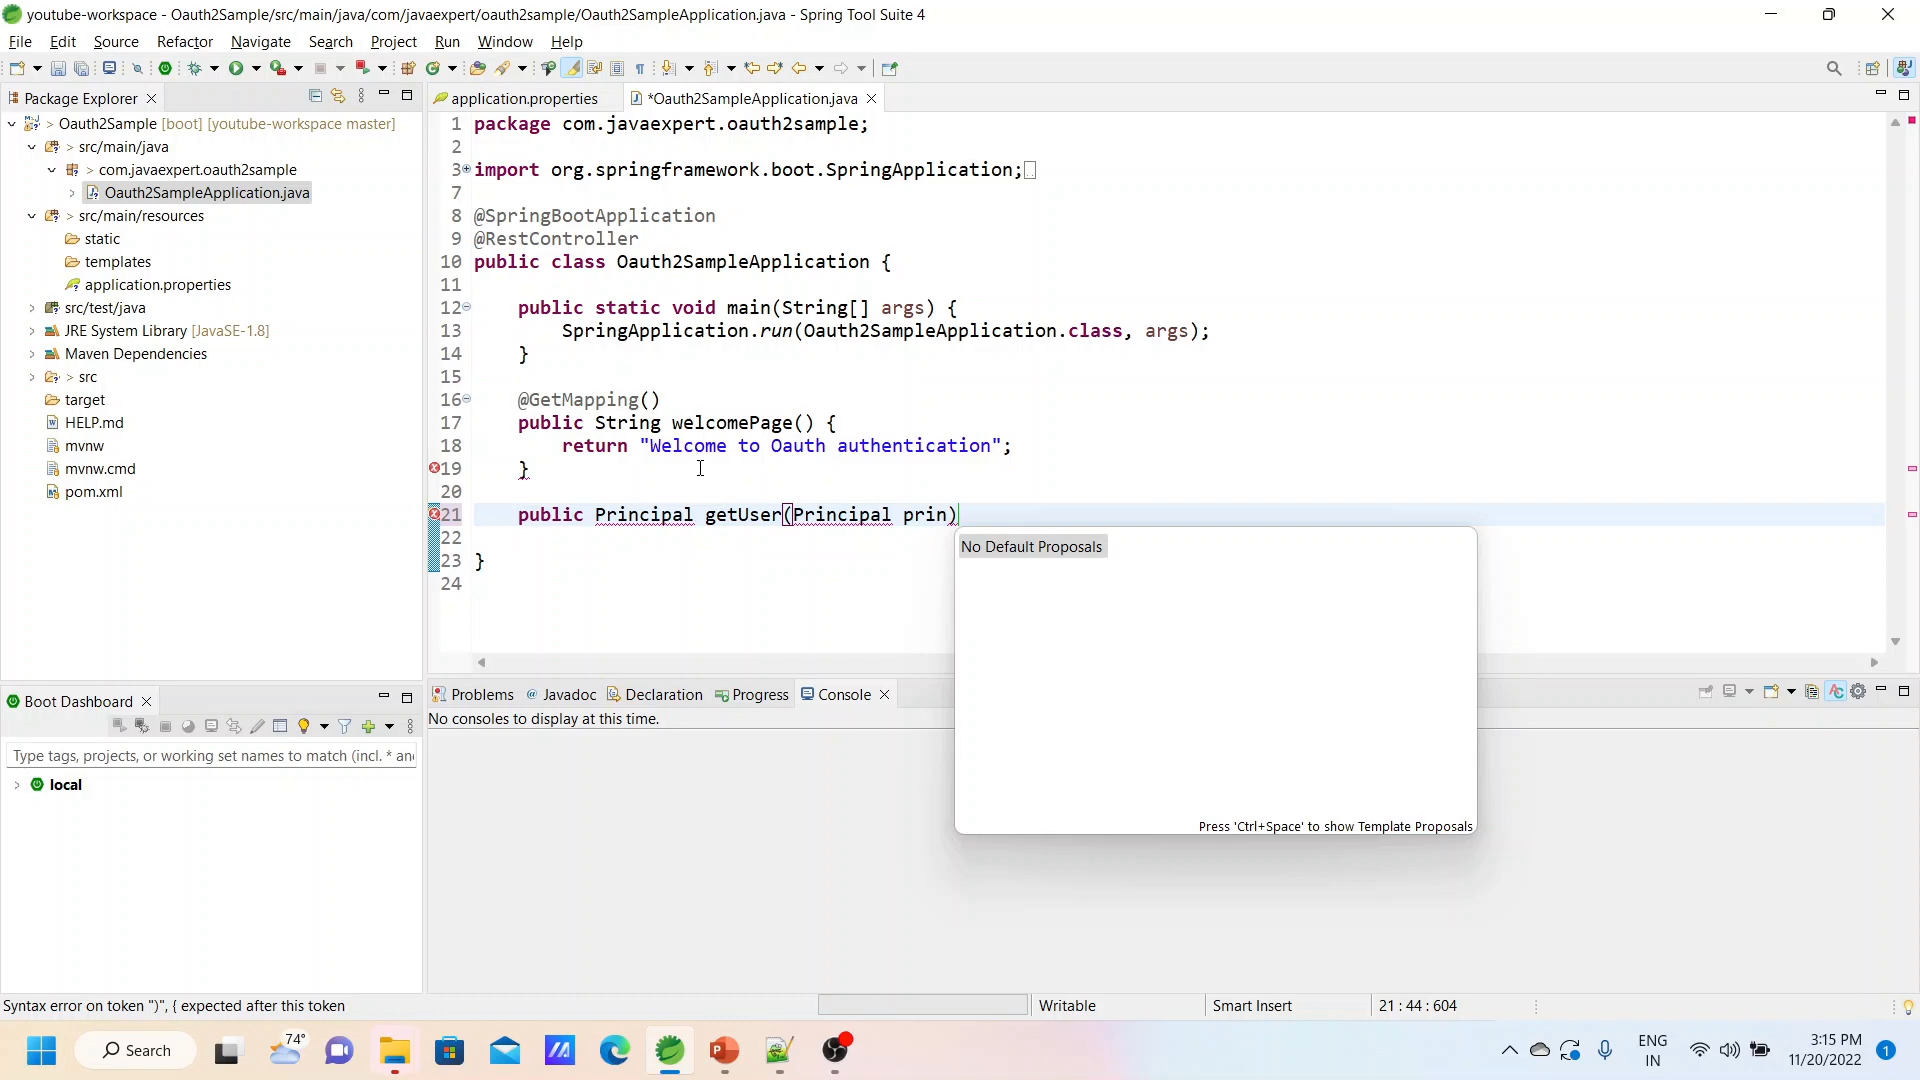 youtube-workspace - Oauth2Sample/src/main/java/com/javaexpert/oauth2sample/Oauth2SampleApplication.java - Spring Tool Suite 4
File Edit Source Refactor Navigate Search Project Run Window Help
Package Explorer
> Oauth2Sample [boot] [youtube-workspace master]
> src/main/java
> com.javaexpert.oauth2sample
Oauth2SampleApplication.java
> src/main/resources
static
templates
application.properties
src/test/java
JRE System Library [JavaSE-1.8]
Maven Dependencies
> src
target
HELP.md
mvnw
mvnw.cmd
pom.xml
application.properties *Oauth2SampleApplication.java
1 package com.javaexpert.oauth2sample;
2
3 import org.springframework.boot.SpringApplication;
7
8 @SpringBootApplication
9 @RestController
10 public class Oauth2SampleApplication {
11
12 public static void main(String[] args) {
13 SpringApplication.run(Oauth2SampleApplication.class, args);
14 }
15
16 @GetMapping()
17 public String welcomePage() {
18 return "Welcome to Oauth authentication";
19 }
20
21 public Principal getUser(Principal prin)
22
23 }
24
No Default Proposals
Press 'Ctrl+Space' to show Template Proposals
Boot Dashboard
Type tags, projects, or working set names to match (incl. * an
local
Problems @ Javadoc Declaration Progress Console
No consoles to display at this time.
Syntax error on token ")", { expected after this token
Writable
Smart Insert
21 : 44 : 604
Search
74°
ENG
IN
3:15 PM
11/20/2022
1